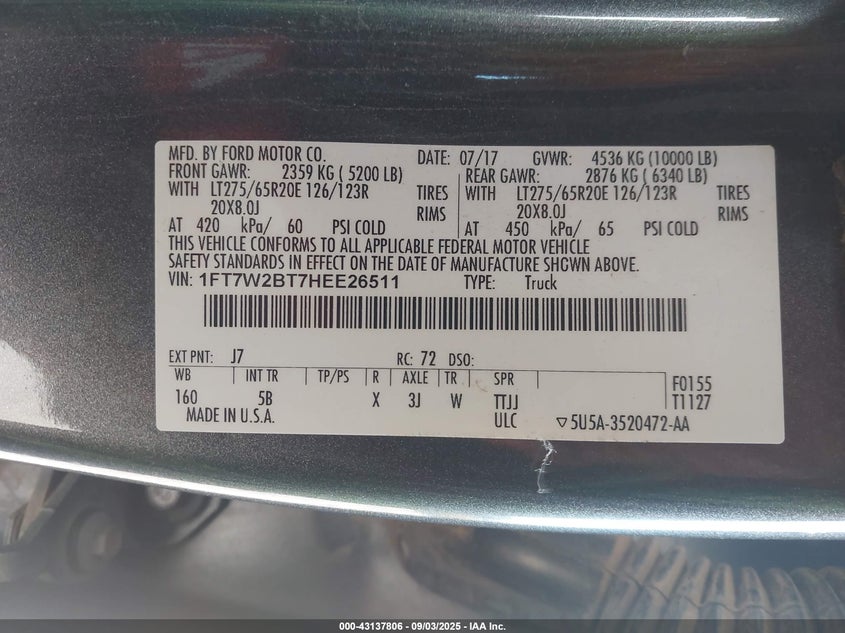 MFD. BY FORD MOTOR CO. DATE: 07/17 GVWR: 4536 KG (10000 LB)
FRONT GAWR: 2359 KG ( 5200 LB) REAR GAWR: 2876 KG ( 6340 LB)
WITH LT275/65R20E 126/123R TIRES WITH LT275/65R20E 126/123R TIRES
20X8.0J RIMS 20X8.0J RIMS
AT 420 kPa/ 60 PSI COLD AT 450 kPa/ 65 PSI COLD
THIS VEHICLE CONFORMS TO ALL APPLICABLE FEDERAL MOTOR VEHICLE
SAFETY STANDARDS IN EFFECT ON THE DATE OF MANUFACTURE SHOWN ABOVE.
VIN: 1FT7W2BT7HEE26511 TYPE: Truck
EXT PNT: J7 RC: 72 DSO:
WB INT TR TP/PS R AXLE TR SPR F0155
160 5B X 3J W TTJJ T1127
MADE IN U.S.A. ULC ▽5U5A-3520472-AA
000-43137806 - 09/03/2025 - IAA Inc.